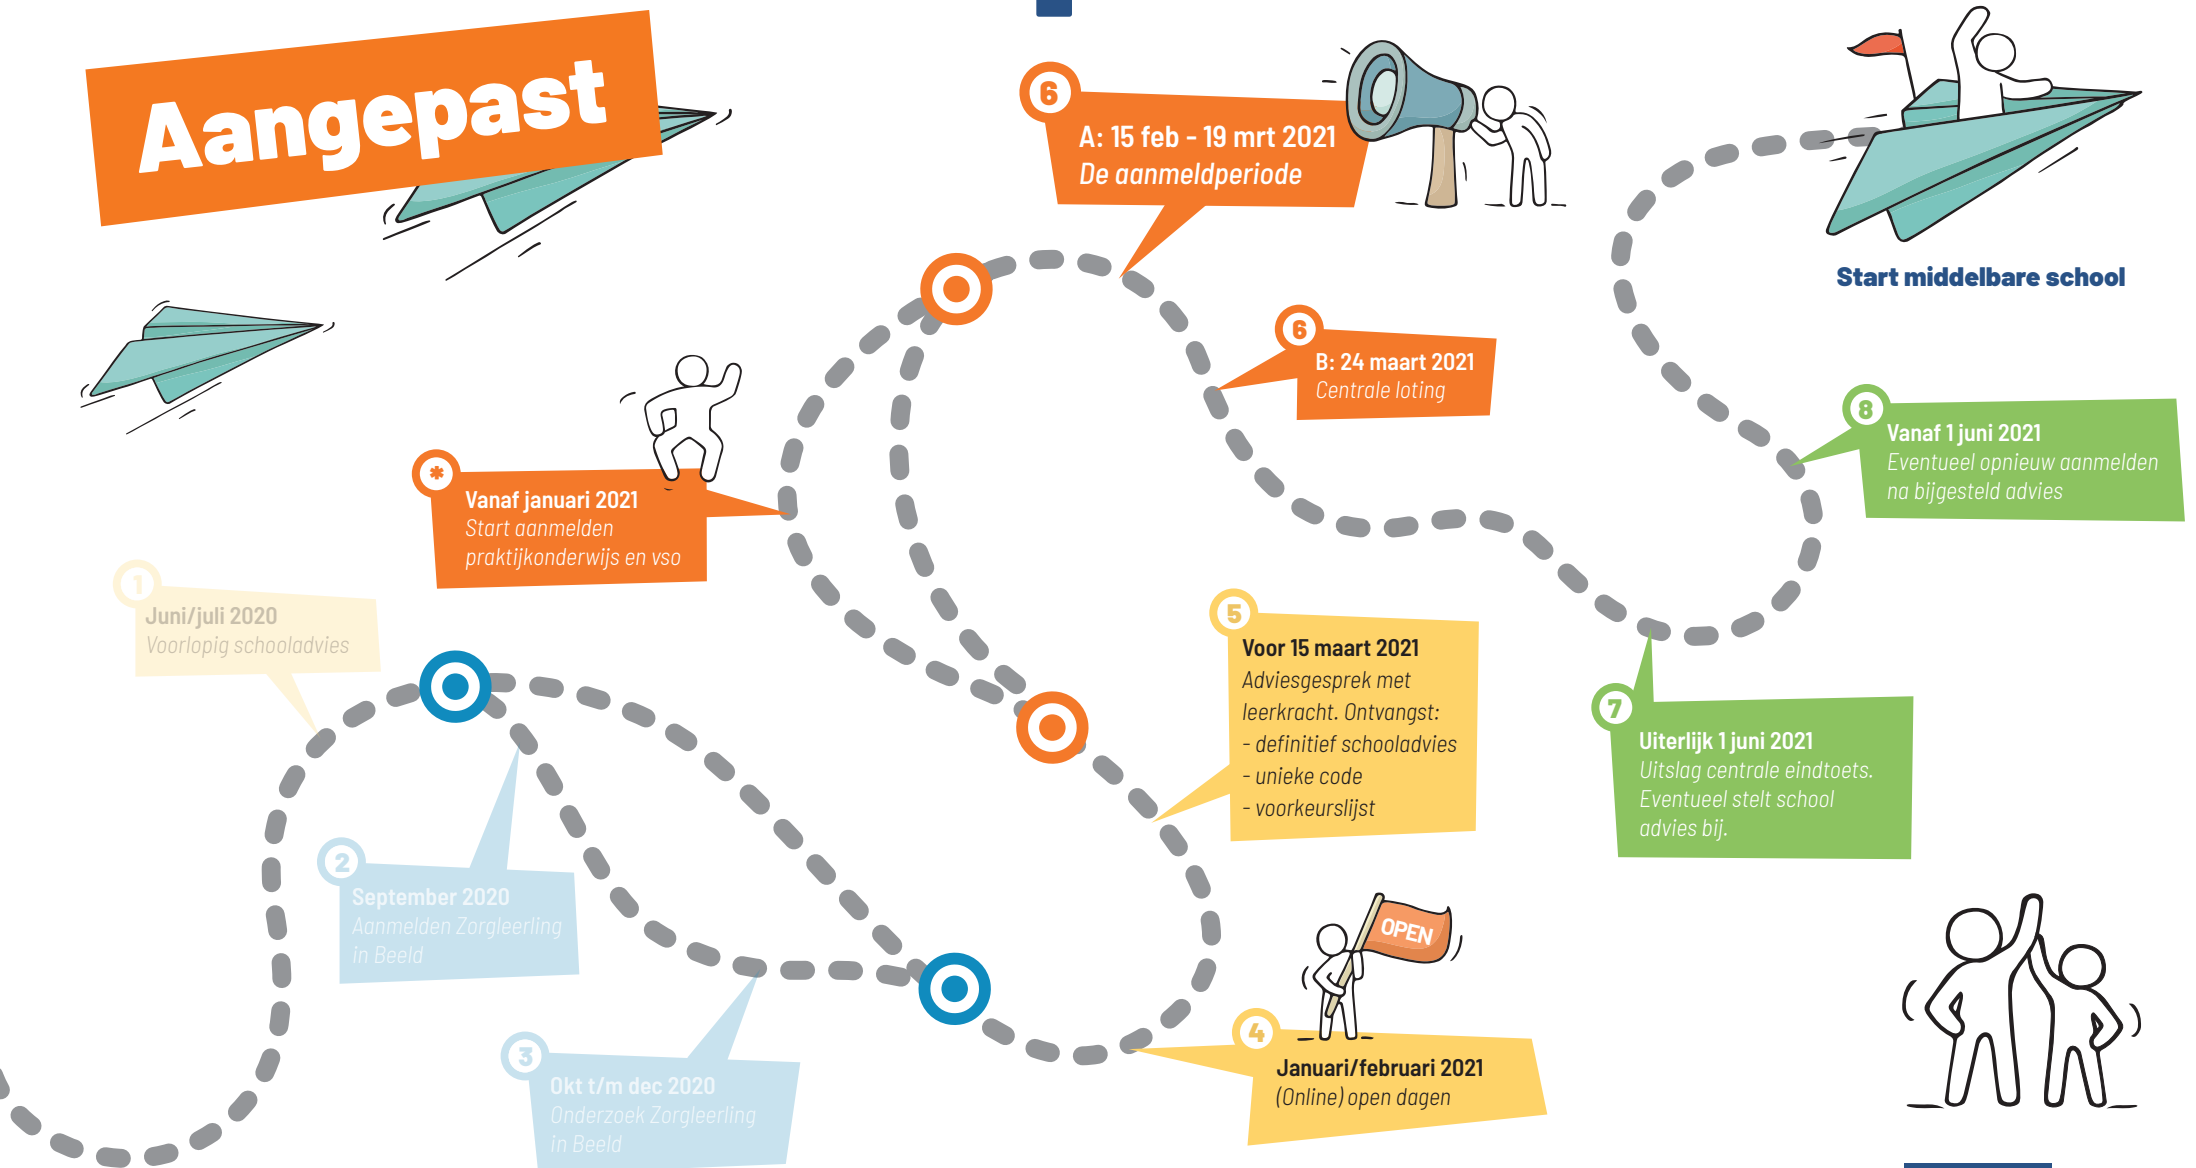 Aangepast
1
Juni/juli 2020
Voorlopig schooladvies
2
September 2020
Aanmelden Zorgleerling
in Beeld
3
Okt t/m dec 2020
Onderzoek Zorgleerling
in Beeld
4
Januari/februari 2021
(Online) open dagen
OPEN
5
Voor 15 maart 2021
Adviesgesprek met
leerkracht. Ontvangst:
- definitief schooladvies
- unieke code
- voorkeurslijst
*
Vanaf januari 2021
Start aanmelden
praktijkonderwijs en vso
6
A: 15 feb - 19 mrt 2021
De aanmeldperiode
6
B: 24 maart 2021
Centrale loting
7
Uiterlijk 1 juni 2021
Uitslag centrale eindtoets.
Eventueel stelt school
advies bij.
8
Vanaf 1 juni 2021
Eventueel opnieuw aanmelden
na bijgesteld advies
Start middelbare school